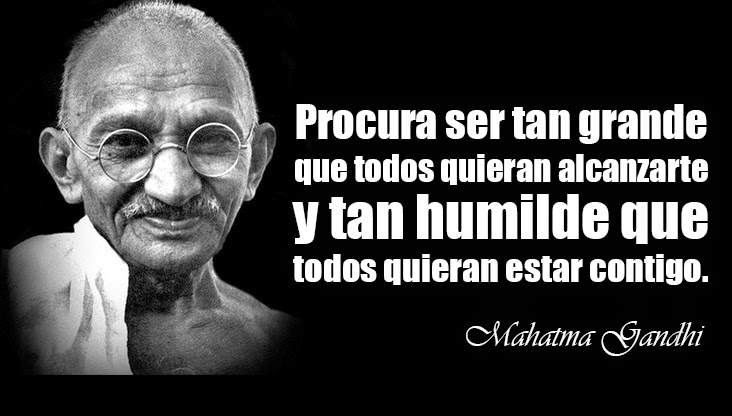 Procura ser tan grande
que todos quieran alcanzarte
y tan humilde que
todos quieran estar contigo.
Mahatma Gandhi